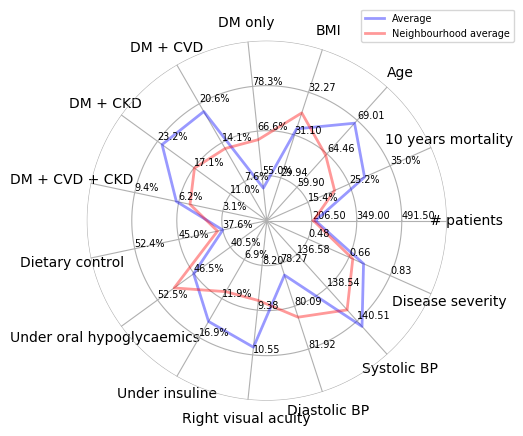 Average
Neighbourhood average
DM only
BMI
DM + CVD
Age
DM + CKD
10 years mortality
DM + CVD + CKD
# patients
Dietary control
Disease severity
Under oral hypoglycaemics
Systolic BP
Under insuline
Diastolic BP
Right visual acuity
206.50 349.00 491.50
15.4% 25.2% 35.0%
59.90 64.46 69.01
29.94 31.10 32.27
55.0% 66.6% 78.3%
7.6% 14.1% 20.6%
11.0% 17.1% 23.2%
3.1% 6.2% 9.4%
37.6% 45.0% 52.4%
40.5% 46.5% 52.5%
6.9% 11.9% 16.9%
8.20 9.38 10.55
78.27 80.09 81.92
136.58 138.54 140.51
0.48 0.66 0.83